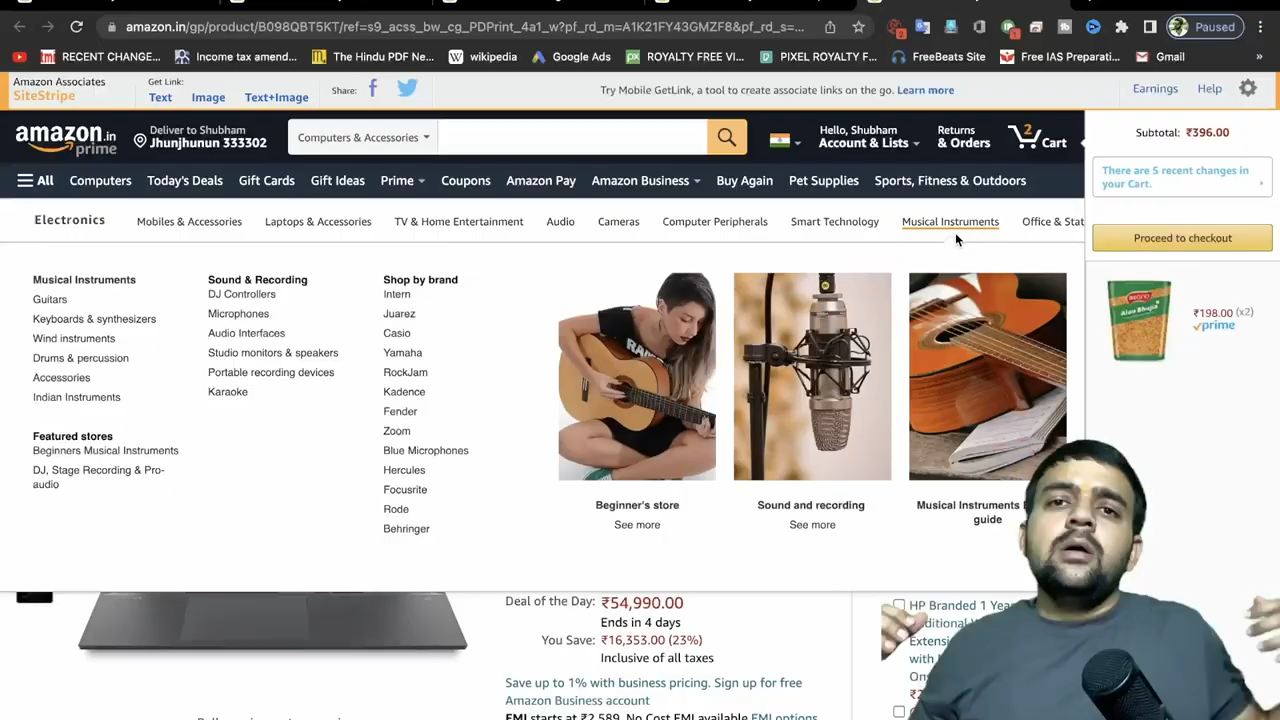 amazon.in/gp/product/B098QBT5KT/ref=s9_acss_bw_cg_PDPrint_4a1_w?pf_rd_m=A1K21FY43GMZF8&pf_rd_s=...
Paused
RECENT CHANGE...
Income tax amend...
The Hindu PDF Ne...
wikipedia
Google Ads
ROYALTY FREE VI...
PIXEL ROYALTY F...
FreeBeats Site
Free IAS Preparati...
Gmail
»
Amazon Associates
SiteStripe
Get Link:
Text Image Text+Image
Share:
Try Mobile GetLink, a tool to create associate links on the go. Learn more
Earnings Help
amazon.in
prime
Deliver to Shubham
Jhunjhunun 333302
Computers & Accessories
Hello, Shubham
Account & Lists
Returns
& Orders
2
Cart
All Computers Today's Deals Gift Cards Gift Ideas Prime Coupons Amazon Pay Amazon Business Buy Again Pet Supplies Sports, Fitness & Outdoors
Electronics Mobiles & Accessories Laptops & Accessories TV & Home Entertainment Audio Cameras Computer Peripherals Smart Technology Musical Instruments Office & Stat
Subtotal: ₹396.00
There are 5 recent changes in
your Cart.
Proceed to checkout
₹198.00 (x2)
prime
Musical Instruments
Guitars
Keyboards & synthesizers
Wind instruments
Drums & percussion
Accessories
Indian Instruments
Featured stores
Beginners Musical Instruments
DJ, Stage Recording & Pro-
audio
Sound & Recording
DJ Controllers
Microphones
Audio Interfaces
Studio monitors & speakers
Portable recording devices
Karaoke
Shop by brand
Intern
Juarez
Casio
Yamaha
RockJam
Kadence
Fender
Zoom
Blue Microphones
Hercules
Focusrite
Rode
Behringer
Beginner's store
See more
Sound and recording
See more
Musical Instruments
guide
Deal of the Day: ₹54,990.00
Ends in 4 days
You Save: ₹16,353.00 (23%)
Inclusive of all taxes
Save up to 1% with business pricing. Sign up for free
Amazon Business account
EMI starts at ₹2,589. No Cost EMI available EMI options
HP Branded 1 Yea
dditional
Extensi
with
On